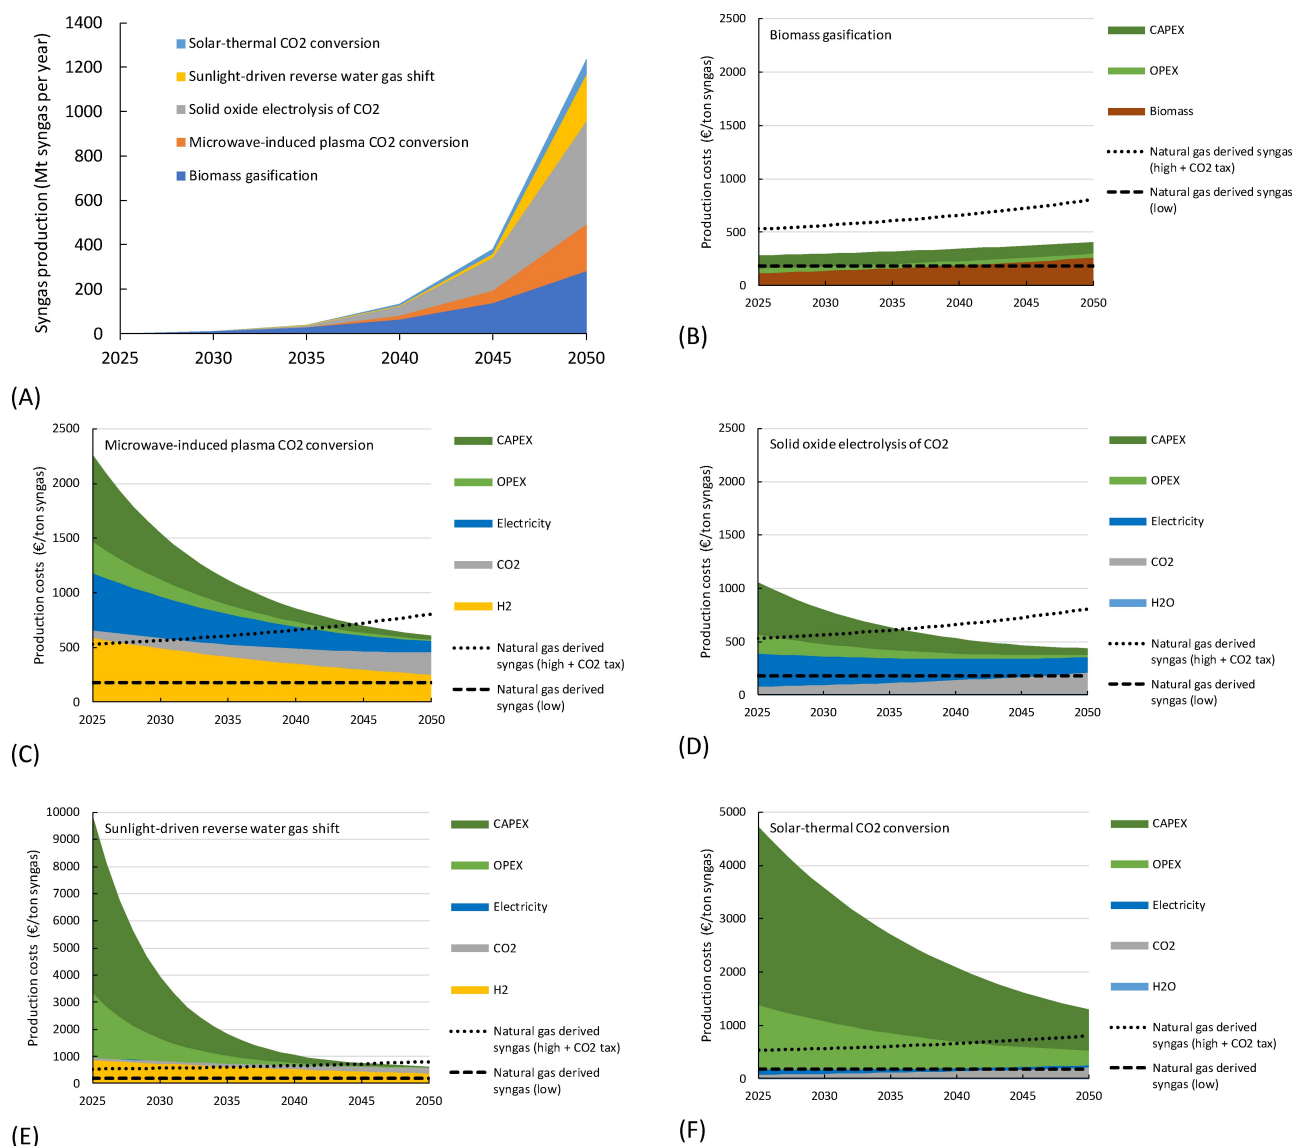 1400
1200
1000
800
600
400
200
0
Syngas production (Mt syngas per year)
Solar-thermal CO2 conversion
Sunlight-driven reverse water gas shift
Solid oxide electrolysis of CO2
Microwave-induced plasma CO2 conversion
Biomass gasification
2025 2030 2035 2040 2045 2050
(A)
2500
2000
1500
1000
500
0
Production costs (€/ton syngas)
Biomass gasification
2025 2030 2035 2040 2045 2050
CAPEX
OPEX
Biomass
Natural gas derived syngas
(high + CO2 tax)
Natural gas derived syngas
(low)
(B)
2500
2000
1500
1000
500
0
Production costs (€/ton syngas)
Microwave-induced plasma CO2 conversion
2025 2030 2035 2040 2045 2050
CAPEX
OPEX
Electricity
CO2
H2
Natural gas derived
syngas (high + CO2 tax)
Natural gas derived
syngas (low)
(C)
2500
2000
1500
1000
500
0
Production costs (€/ton syngas)
Solid oxide electrolysis of CO2
2025 2030 2035 2040 2045 2050
CAPEX
OPEX
Electricity
CO2
H2O
Natural gas derived
syngas (high + CO2 tax)
Natural gas derived
syngas (low)
(D)
10000
9000
8000
7000
6000
5000
4000
3000
2000
1000
0
Production costs (€/ton syngas)
Sunlight-driven reverse water gas shift
2025 2030 2035 2040 2045 2050
CAPEX
OPEX
Electricity
CO2
H2
Natural gas derived
syngas (high + CO2 tax)
Natural gas derived
syngas (low)
(E)
5000
4000
3000
2000
1000
0
Production costs (€/ton syngas)
Solar-thermal CO2 conversion
2025 2030 2035 2040 2045 2050
CAPEX
OPEX
Electricity
CO2
H2O
Natural gas derived
syngas (high + CO2 tax)
Natural gas derived
syngas (low)
(F)